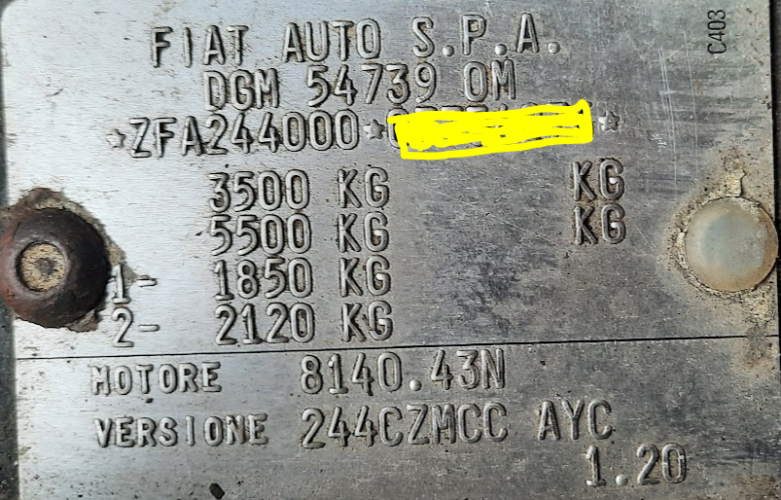 C403
FIAT AUTO S.P.A.
DGM 54739 OM
*ZFA244000* *
3500 KG KG
5500 KG KG
1- 1850 KG
2- 2120 KG
MOTORE 8140.43N
VERSIONE 244CZMCC AYC
1.20